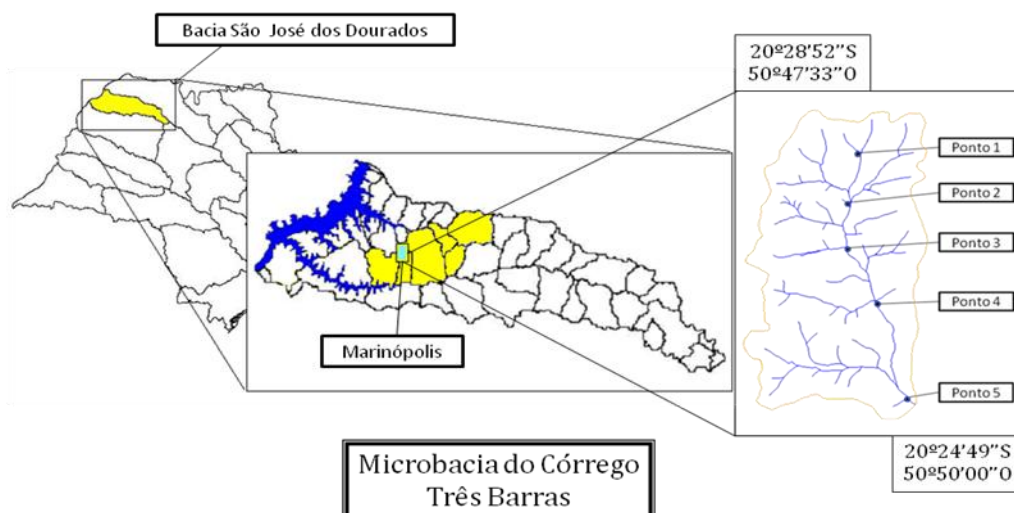 Bacia São José dos Dourados
20º28’52”S
50º47’33”O
Ponto 1
Ponto 2
Ponto 3
Ponto 4
Ponto 5
Marinópolis
20º24’49”S
50º50’00”O
Microbacia do Córrego
Três Barras